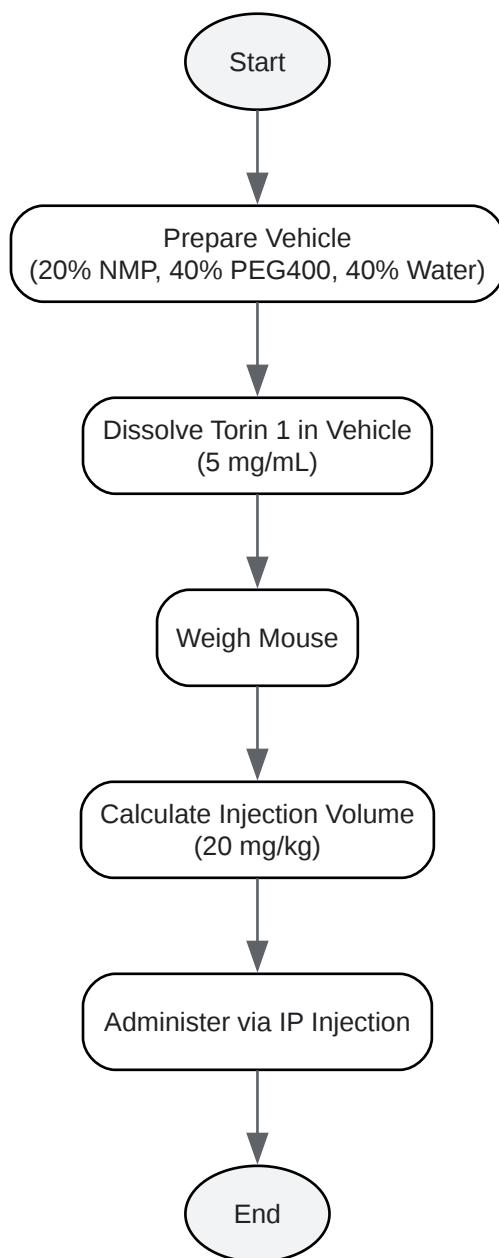 Start
Prepare Vehicle
(20% NMP, 40% PEG400, 40% Water)
Dissolve Torin 1 in Vehicle
(5 mg/mL)
Weigh Mouse
Calculate Injection Volume
(20 mg/kg)
Administer via IP Injection
End